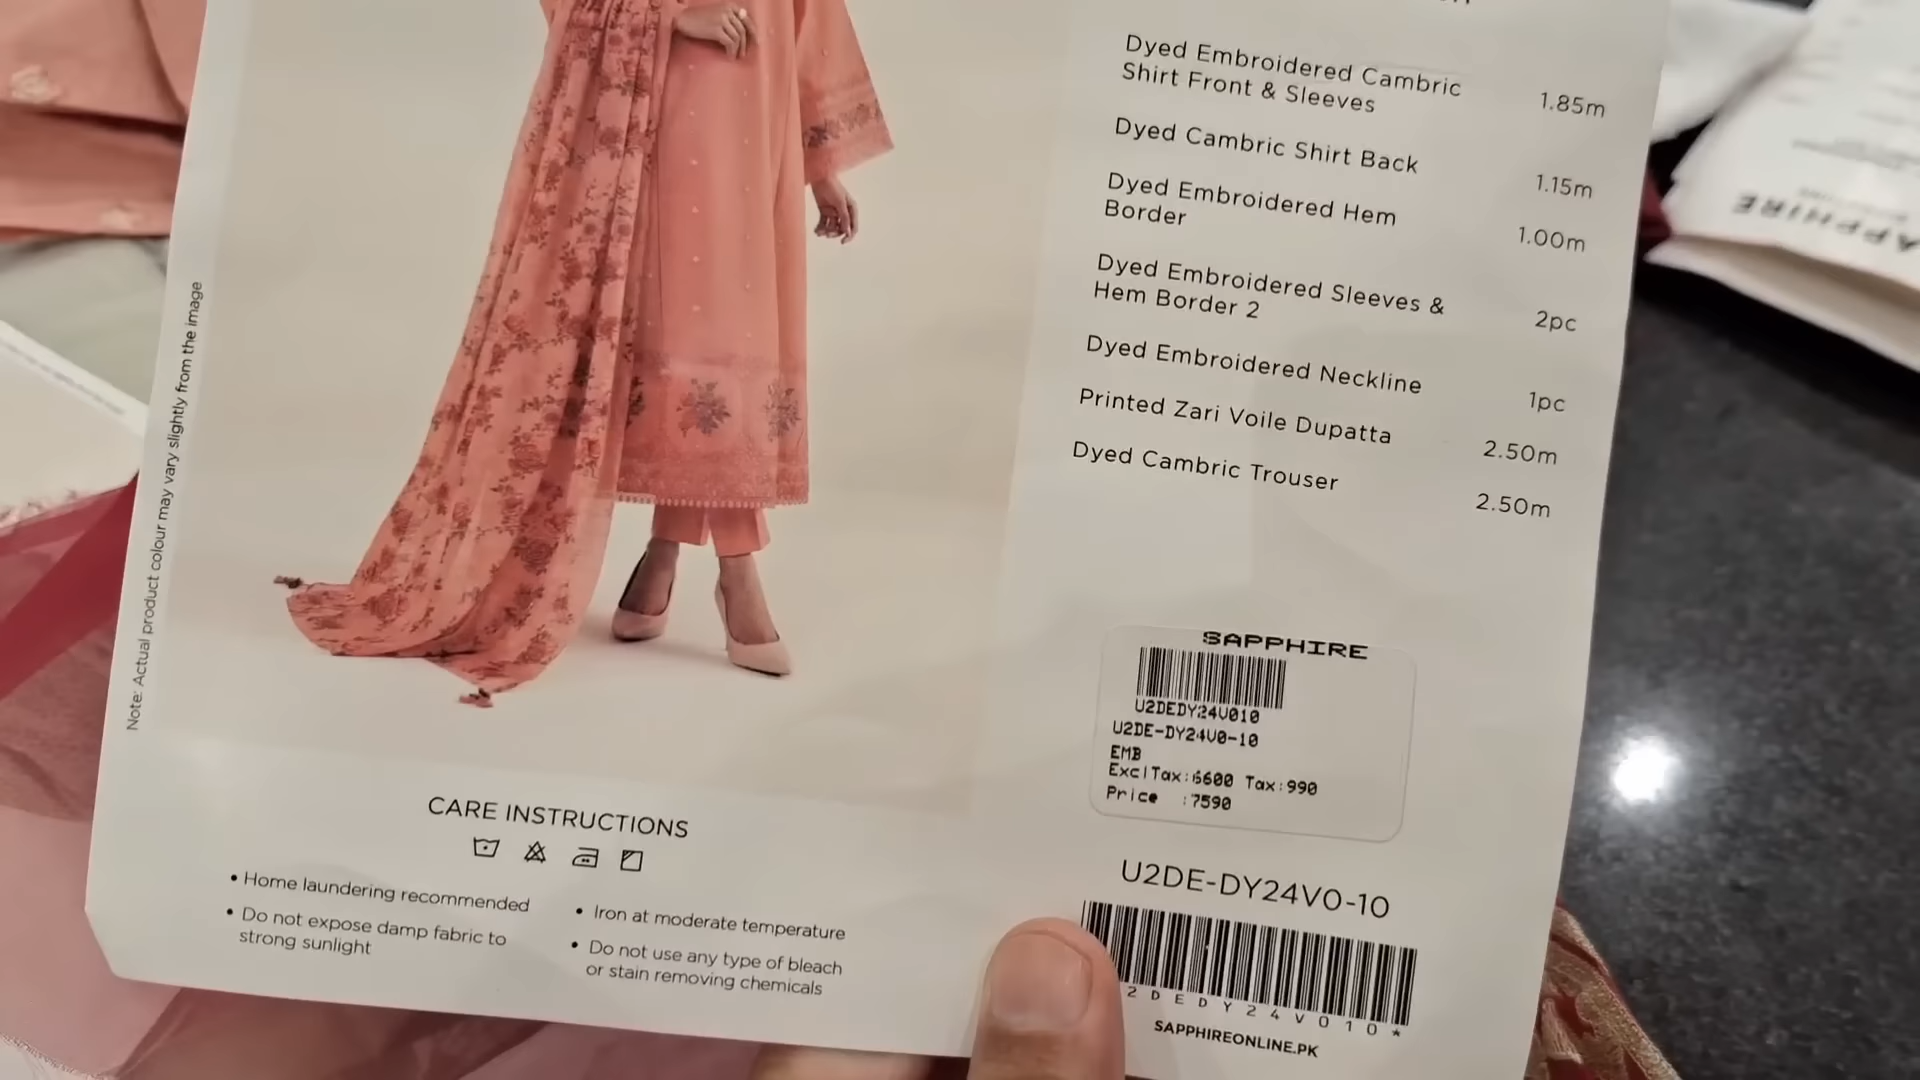 Dyed Embroidered Cambric
Shirt Front & Sleeves
1.85m
Dyed Cambric Shirt Back
1.15m
Dyed Embroidered Hem
Border
1.00m
Dyed Embroidered Sleeves &
Hem Border 2
2pc
Dyed Embroidered Neckline
1pc
Printed Zari Voile Dupatta
2.50m
Dyed Cambric Trouser
2.50m
Note: Actual product colour may vary slightly from the image
SAPPHIRE
U2DEDY24V010
U2DE-DY24V0-10
EMB
ExclTax:6600 Tax:990
Price :7590
CARE INSTRUCTIONS
• Home laundering recommended
• Do not expose damp fabric to
strong sunlight
• Iron at moderate temperature
• Do not use any type of bleach
or stain removing chemicals
U2DE-DY24V0-10
2DEDY24V010*
SAPPHIREONLINE.PK
APPHIRE